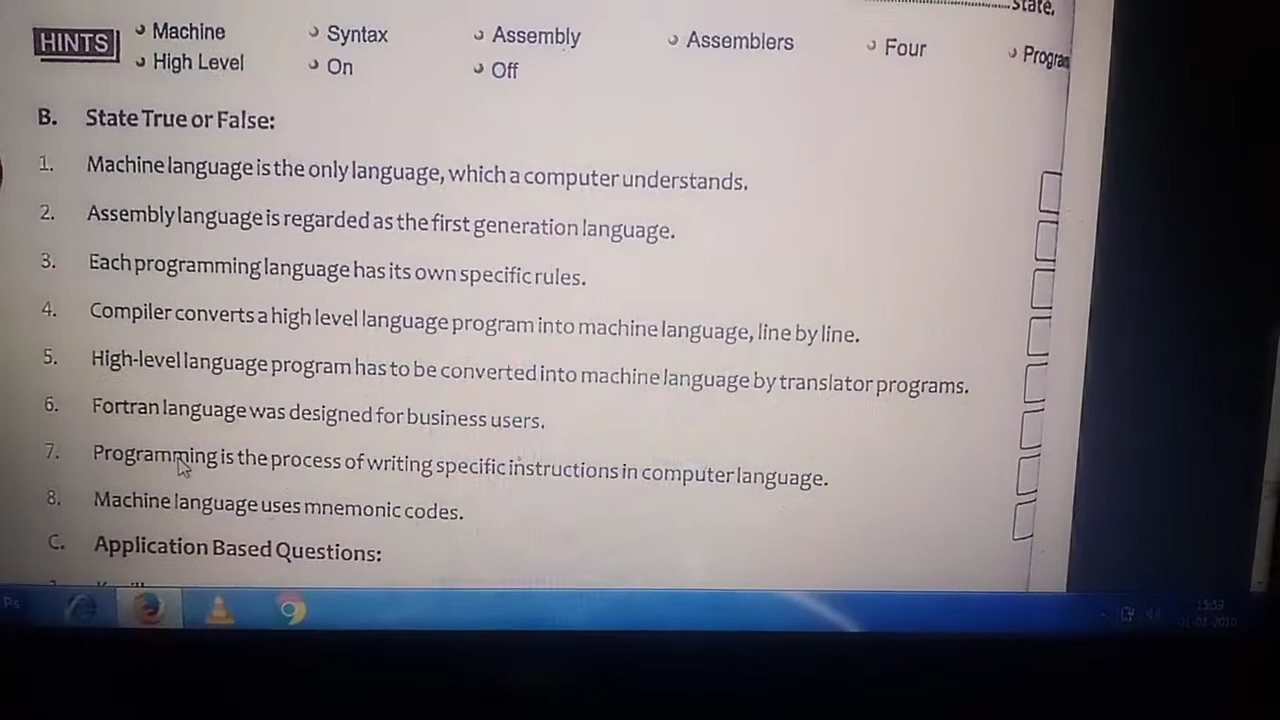 State.
HINTS
Machine Syntax Assembly Assemblers Four
High Level On Off
B. State True or False:
1. Machine language is the only language, which a computer understands.
2. Assembly language is regarded as the first generation language.
3. Each programming language has its own specific rules.
4. Compiler converts a high level language program into machine language, line by line.
5. High-level language program has to be converted into machine language by translator programs.
6. Fortran language was designed for business users.
7. Programming is the process of writing specific instructions in computer language.
8. Machine language uses mnemonic codes.
C. Application Based Questions:
Ps
15:59